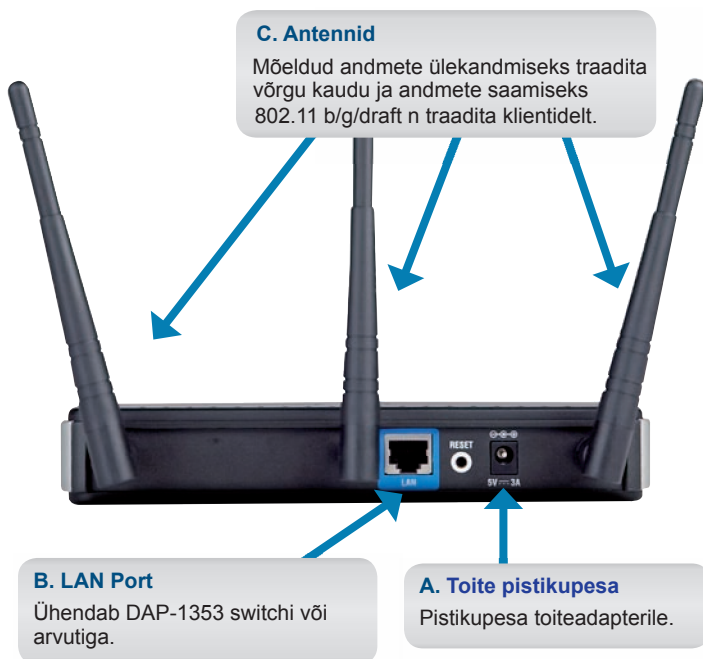 C. Antennid
Mõeldud andmete ülekandmiseks traadita
võrgu kaudu ja andmete saamiseks
802.11 b/g/draft n traadita klientidelt.
RESET
LAN
5V 3A
B. LAN Port
Ühendab DAP-1353 switchi või
arvutiga.
A. Toite pistikupesa
Pistikupesa toiteadapterile.